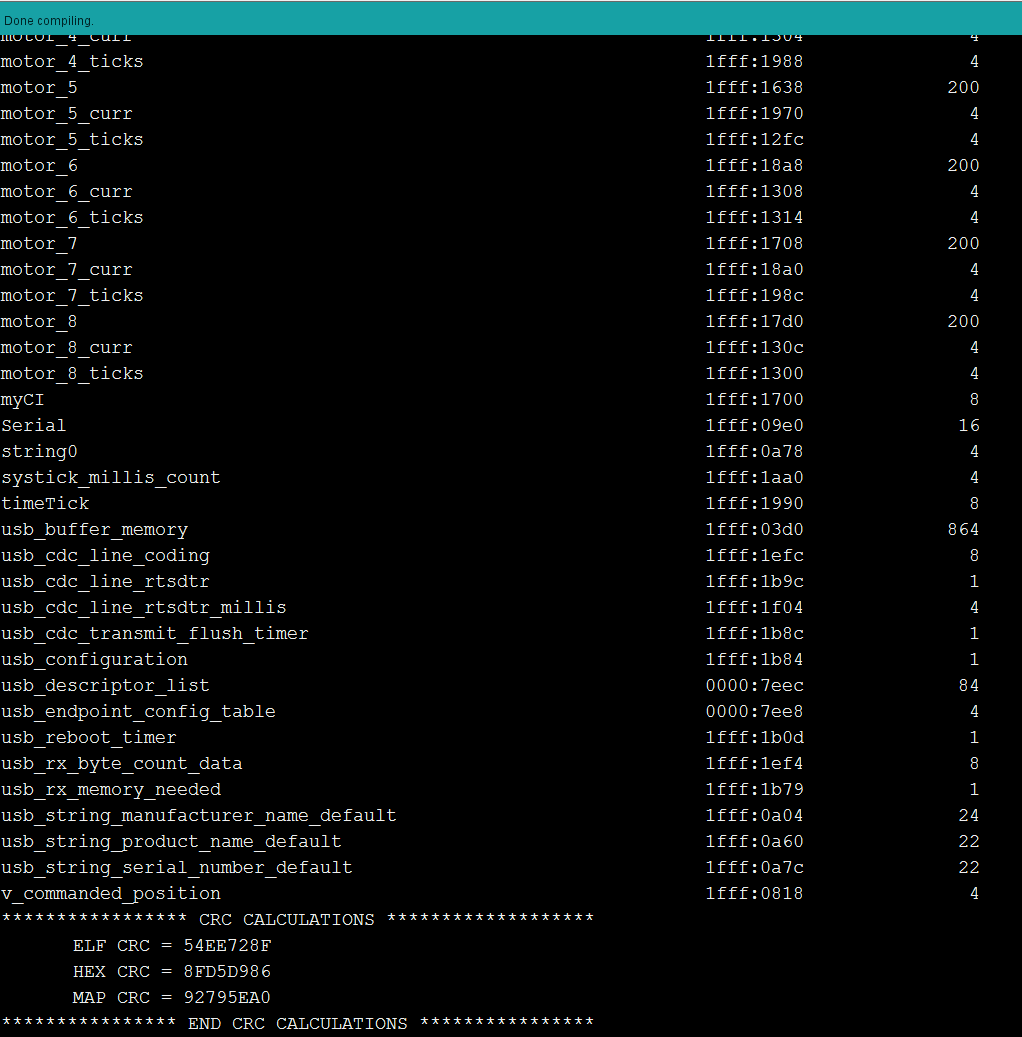 Done compiling.
motor_4_curr 1fff:1304 4
motor_4_ticks 1fff:1988 4
motor_5 1fff:1638 200
motor_5_curr 1fff:1970 4
motor_5_ticks 1fff:12fc 4
motor_6 1fff:18a8 200
motor_6_curr 1fff:1308 4
motor_6_ticks 1fff:1314 4
motor_7 1fff:1708 200
motor_7_curr 1fff:18a0 4
motor_7_ticks 1fff:198c 4
motor_8 1fff:17d0 200
motor_8_curr 1fff:130c 4
motor_8_ticks 1fff:1300 4
myCI 1fff:1700 8
Serial 1fff:09e0 16
string0 1fff:0a78 4
systick_millis_count 1fff:1aa0 4
timeTick 1fff:1990 8
usb_buffer_memory 1fff:03d0 864
usb_cdc_line_coding 1fff:1efc 8
usb_cdc_line_rtsdtr 1fff:1b9c 1
usb_cdc_line_rtsdtr_millis 1fff:1f04 4
usb_cdc_transmit_flush_timer 1fff:1b8c 1
usb_configuration 1fff:1b84 1
usb_descriptor_list 0000:7eec 84
usb_endpoint_config_table 0000:7ee8 4
usb_reboot_timer 1fff:1b0d 1
usb_rx_byte_count_data 1fff:1ef4 8
usb_rx_memory_needed 1fff:1b79 1
usb_string_manufacturer_name_default 1fff:0a04 24
usb_string_product_name_default 1fff:0a60 22
usb_string_serial_number_default 1fff:0a7c 22
v_commanded_position 1fff:0818 4
***************** CRC CALCULATIONS *******************
ELF CRC = 54EE728F
HEX CRC = 8FD5D986
MAP CRC = 92795EA0
**************** END CRC CALCULATIONS ****************